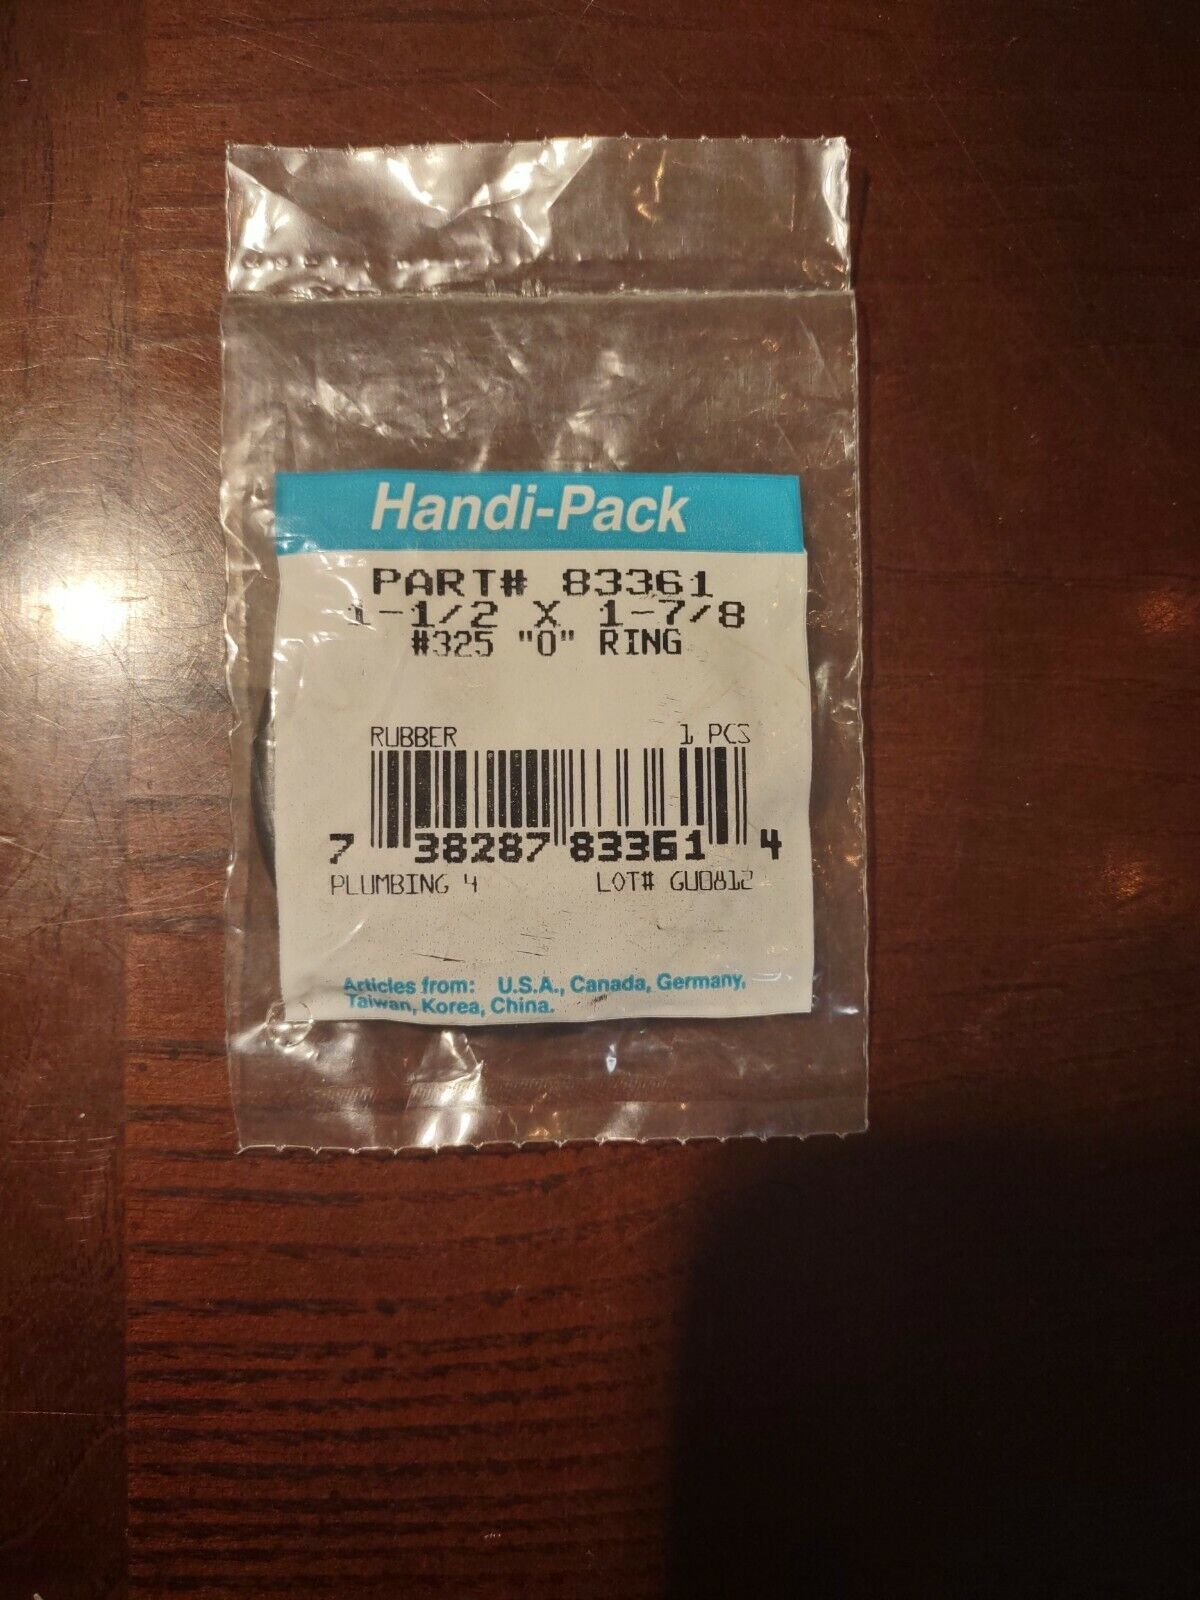 Handi-Pack
PART# 83361
1-1/2 X 1-7/8
#325 "O" RING
RUBBER 1 PCS
7 38287 83361 4
PLUMBING 4 LOT# GU0812
Articles from: U.S.A., Canada, Germany,
Taiwan, Korea, China.